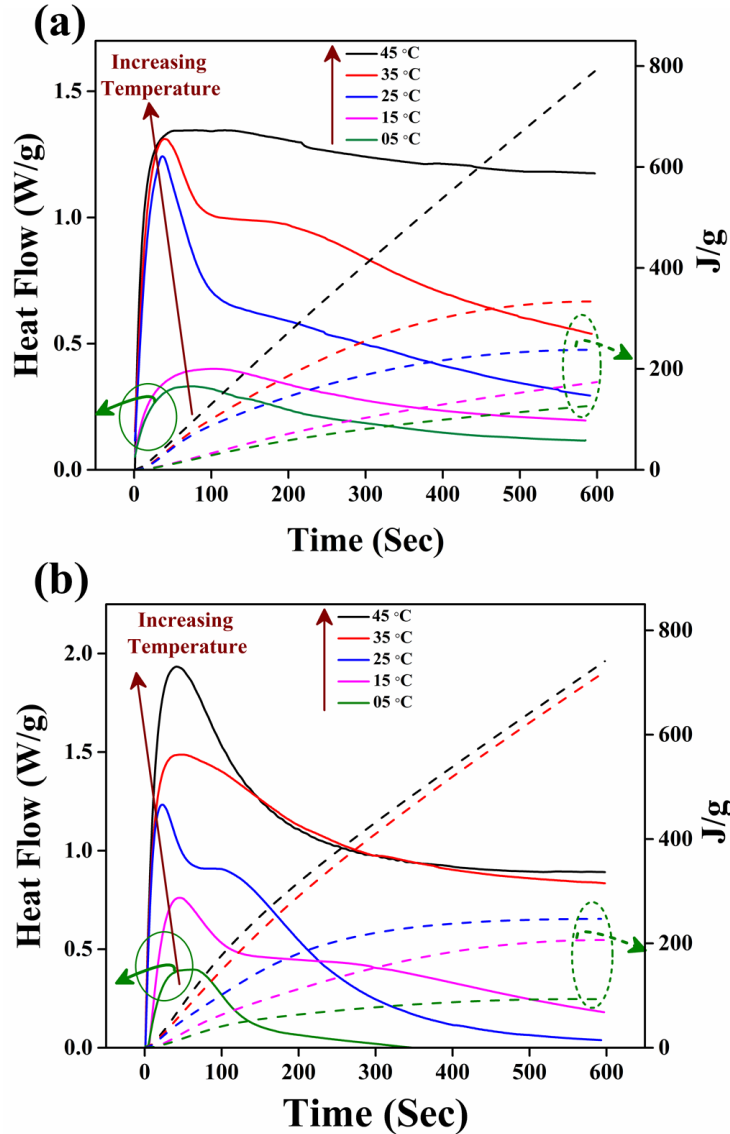 (a)
Increasing
Temperature
45 °C
35 °C
25 °C
15 °C
05 °C
Heat Flow (W/g)
1.5
1.0
0.5
0.0
800
600
400
200
0
J/g
0 100 200 300 400 500 600
Time (Sec)
(b)
Increasing
Temperature
45 °C
35 °C
25 °C
15 °C
05 °C
Heat Flow (W/g)
2.0
1.5
1.0
0.5
0.0
800
600
400
200
0
J/g
0 100 200 300 400 500 600
Time (Sec)